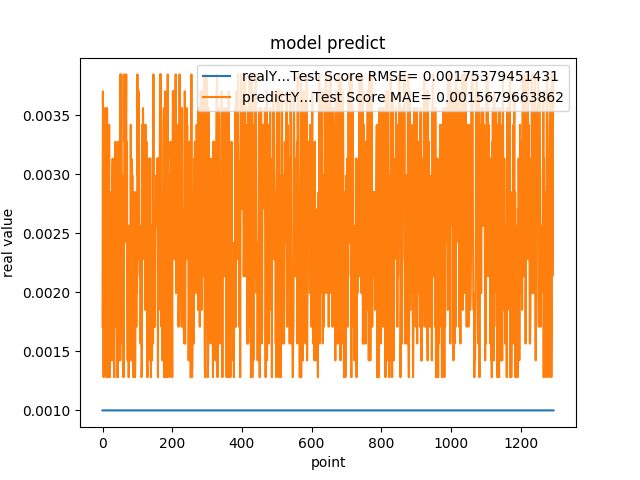 model predict
realY...Test Score RMSE= 0.00175379451431
predictY...Test Score MAE= 0.0015679663862
real value
0.0035
0.0030
0.0025
0.0020
0.0015
0.0010
0 200 400 600 800 1000 1200
point